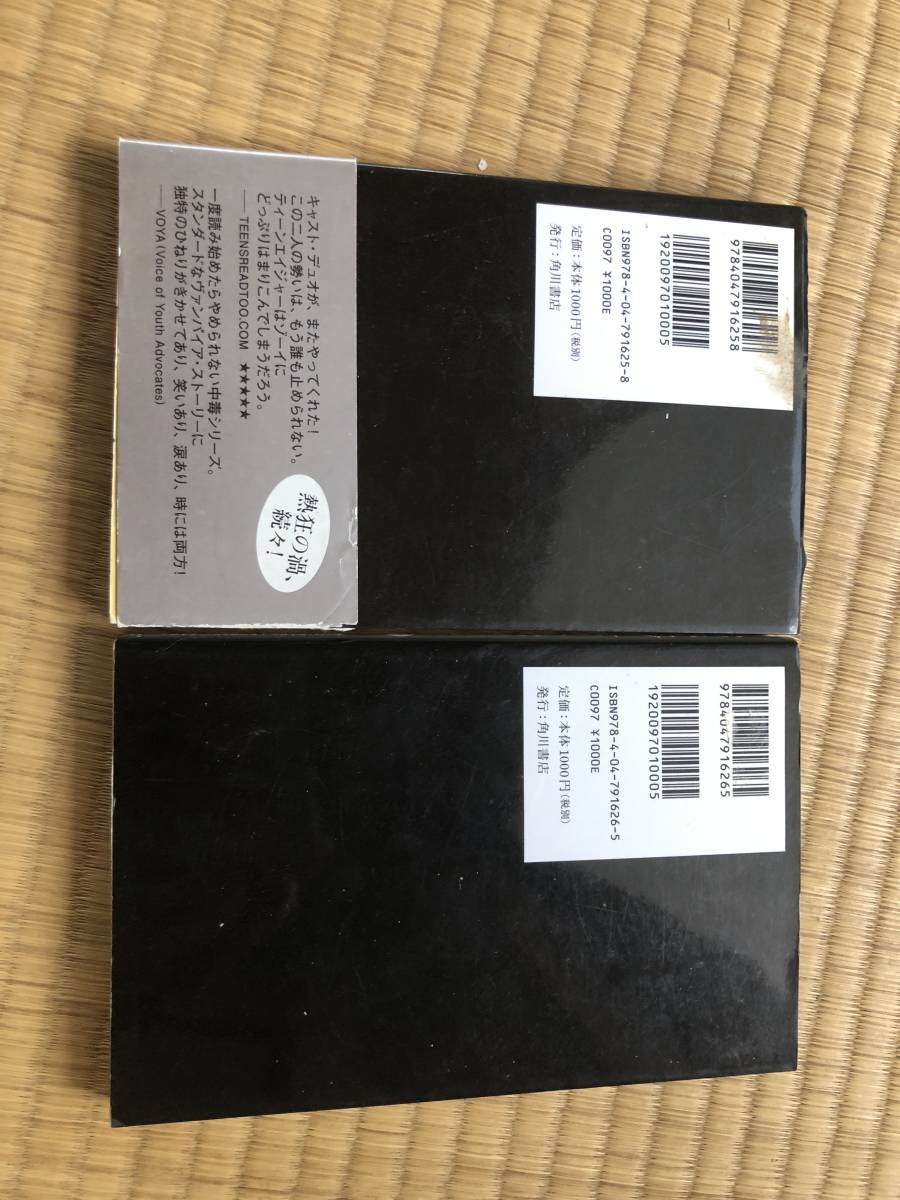 9784047916258
1920097010005
ISBN978-4-04-791625-8
C0097 ¥1000E
定価：本体1000円（税別）
発行：角川書店
キャスト・デュオが、またやってくれた！
この二人の勢いは、もう誰も止められない。
ティーンエイジャーはゾーイに
どっぷりはまりこんでしまうだろう。
――TEENSREADTOO.COM ★★★★★
一度読み始めたらやめられない中毒シリーズ。
スタンダードなヴァンパイア・ストーリーに
独特のひねりがきかせてあり、笑いあり、涙あり、時には両方！
――VOYA (Voice of Youth Advocates)
熱狂の渦、
続々！
9784047916265
1920097010005
ISBN978-4-04-791626-5
C0097 ¥1000E
定価：本体1000円（税別）
発行：角川書店